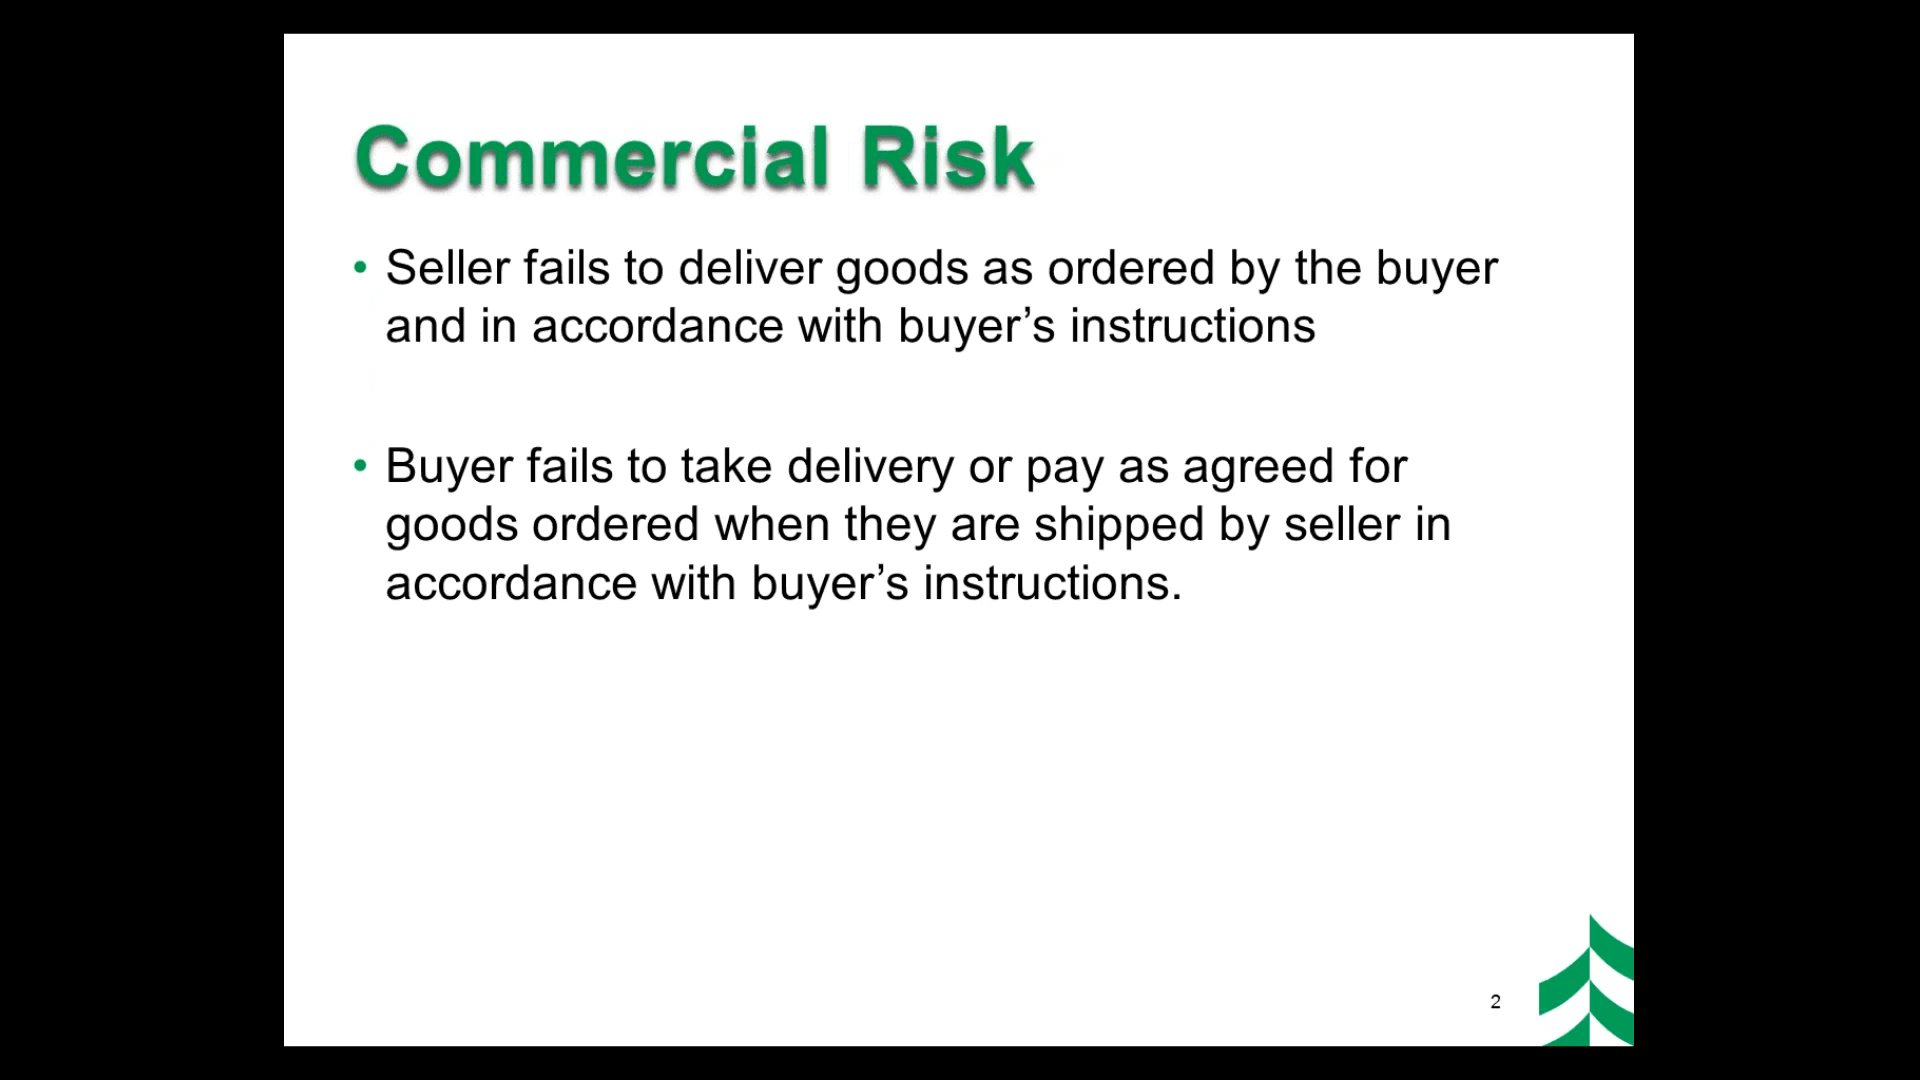 Commercial Risk
• Seller fails to deliver goods as ordered by the buyer
and in accordance with buyer’s instructions
• Buyer fails to take delivery or pay as agreed for
goods ordered when they are shipped by seller in
accordance with buyer’s instructions.
2